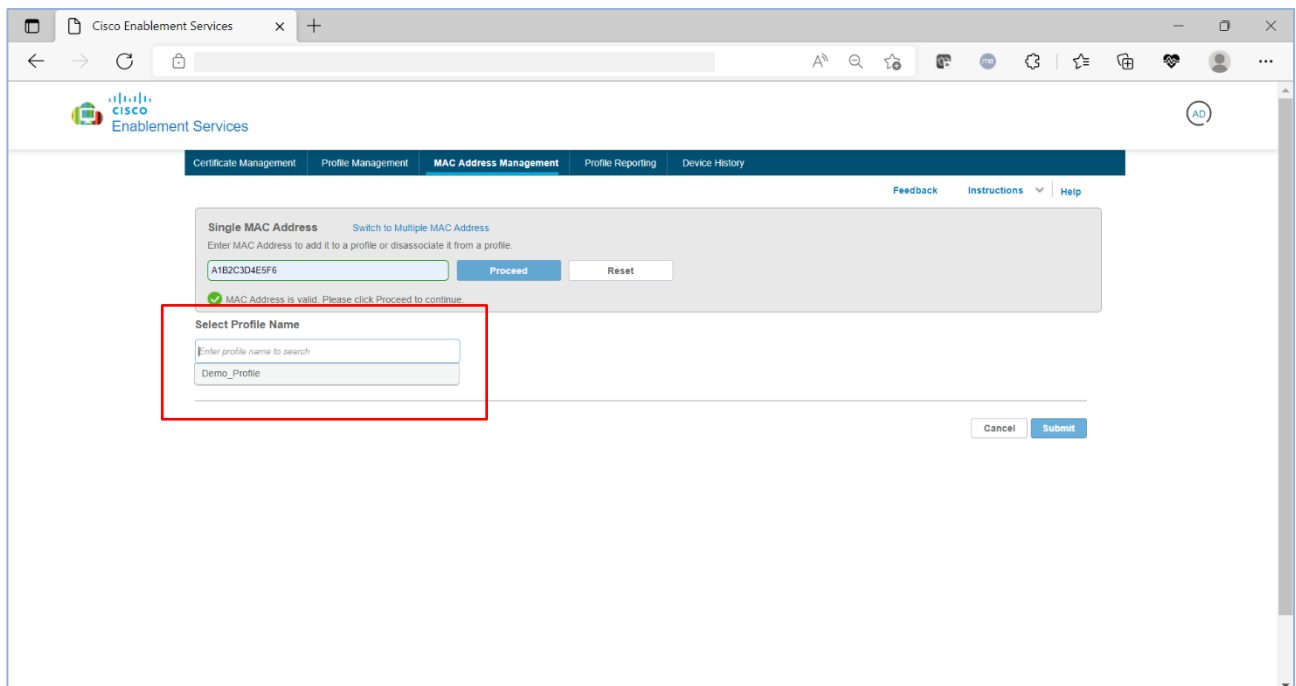 Cisco Enablement Services
CISCO
Enablement Services
AD
Certificate Management Profile Management MAC Address Management Profile Reporting Device History
Feedback Instructions Help
Single MAC Address Switch to Multiple MAC Address
Enter MAC Address to add it to a profile or disassociate it from a profile.
A1B2C3D4E5F6 Proceed Reset
MAC Address is valid. Please click Proceed to continue.
Select Profile Name
Enter profile name to search
Demo_Profile
Cancel Submit